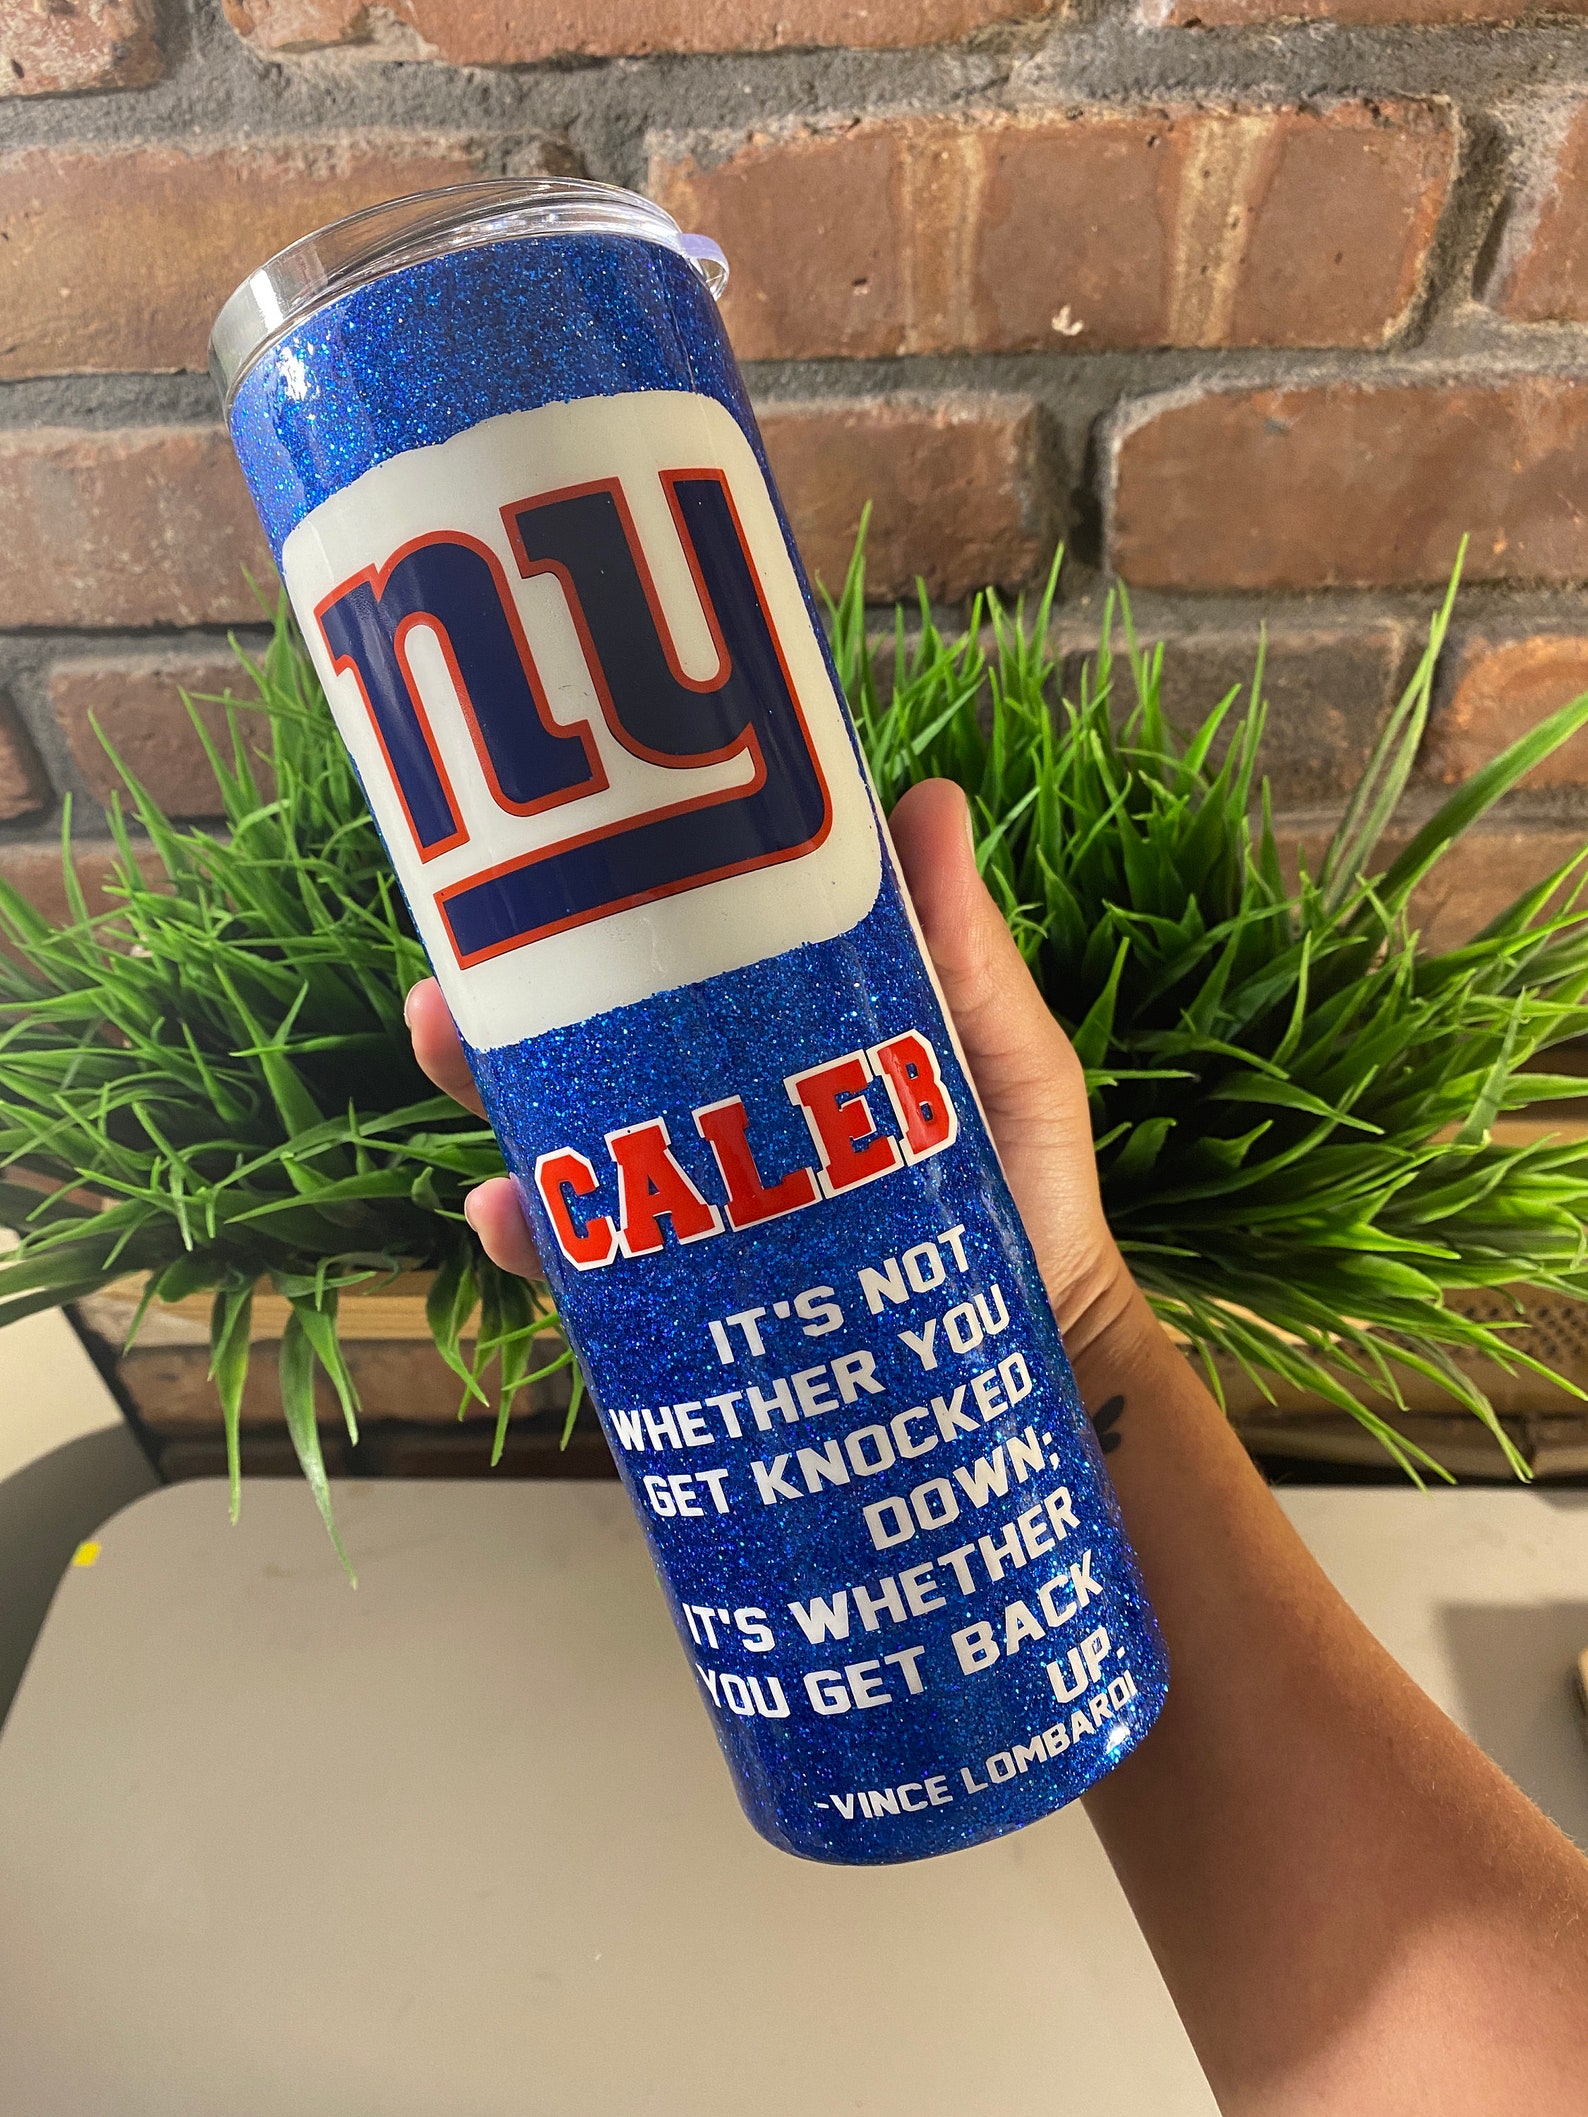 ny
CALEB
IT'S NOT
WHETHER YOU
GET KNOCKED
DOWN;
IT'S WHETHER
YOU GET BACK
UP.
-VINCE LOMBARDI